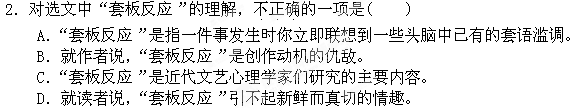 2. 对选文中“套板反应”的理解，不正确的一项是(　　)
A.“套板反应”是指一件事发生时你立即联想到一些头脑中已有的套语滥调。
B. 就作者说，“套板反应”是创作动机的仇敌。
C.“套板反应”是近代文艺心理学家们研究的主要内容。
D. 就读者说，“套板反应”引不起新鲜而真切的情趣。